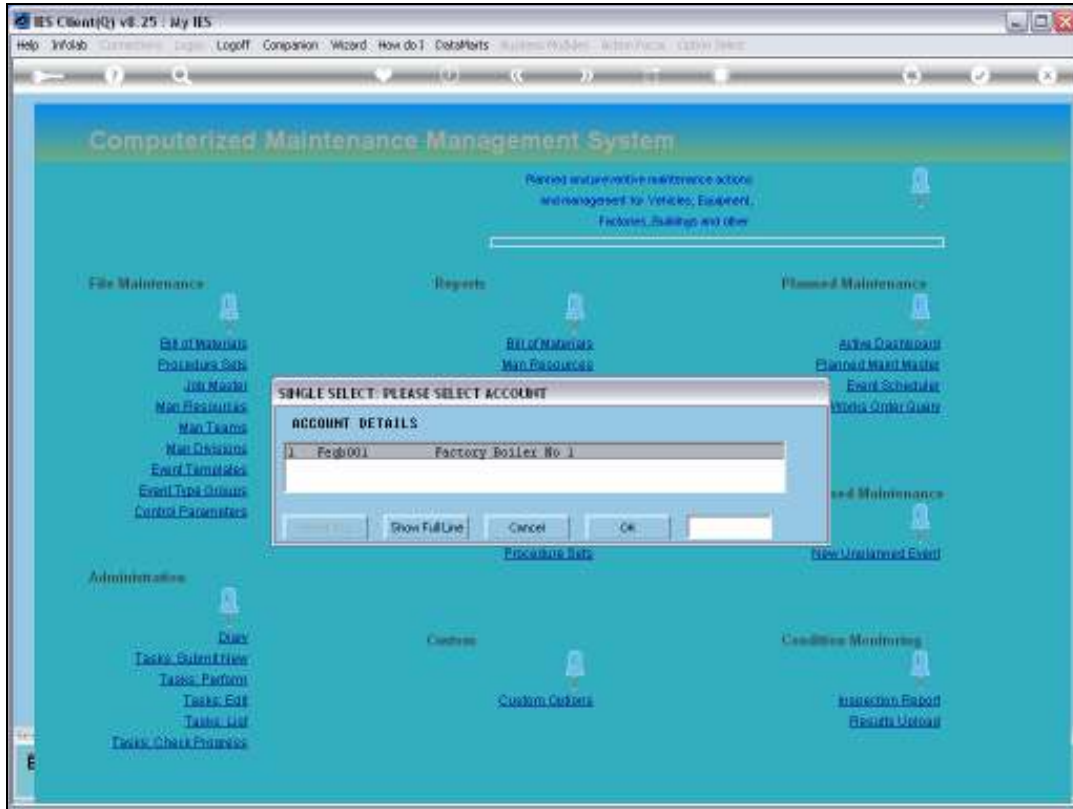 IES Client(Q) v8.25 : My IES
Help Infolab Logoff Companion Wizard How do I DataMarts
Computerized Maintenance Management System
Planned and preventive maintenance actions
and management for Vehicles, Equipment,
Factories, Buildings and other
File Maintenance
Bill of Materials
Procedure Sets
Job Master
Man Resources
Man Teams
Man Divisions
Event Templates
Event Type Groups
Control Parameters
Reports
Bill of Materials
Man Resources
Procedure Sets
Planned Maintenance
Active Dashboard
Planned Maint Master
Event Scheduler
Works Order Query
SINGLE SELECT: PLEASE SELECT ACCOUNT
ACCOUNT DETAILS
1 Feqb001 Factory Boiler No 1
Show Full Line Cancel OK
Maintenance
New Unplanned Event
Administration
Diary
Tasks: Submit New
Tasks: Perform
Tasks: Edit
Tasks: List
Tasks: Check Progress
Custom
Custom Options
Condition Monitoring
Inspection Report
Results Upload